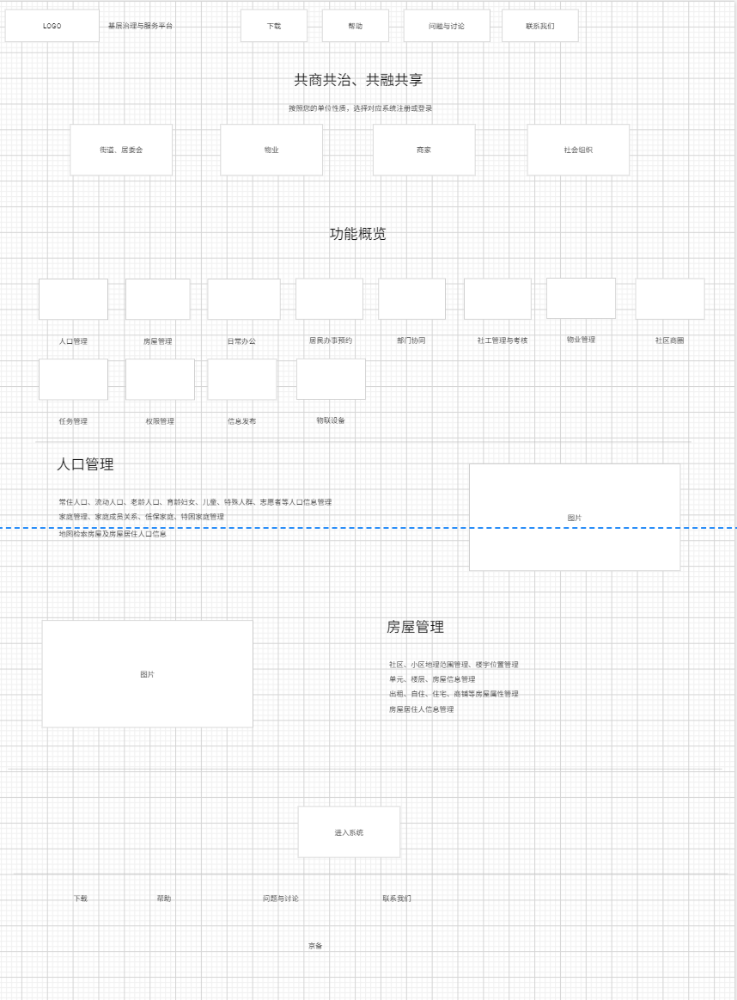 LOGO
基层治理与服务平台
下载
帮助
问题与讨论
联系我们
共商共治、共融共享
按照您的单位性质，选择对应系统注册或登录
街道、居委会
物业
商家
社会组织
功能概览
人口管理
房屋管理
日常办公
居民办事预约
部门协同
社工管理与考核
物业管理
社区商圈
任务管理
权限管理
信息发布
物联设备
人口管理
常住人口、流动人口、老龄人口、育龄妇女、儿童、特殊人群、志愿者等人口信息管理
家庭管理、家庭成员关系、低保家庭、特困家庭管理
地图检索房屋及房屋居住人口信息
图片
图片
房屋管理
社区、小区地理范围管理、楼宇位置管理
单元、楼层、房屋信息管理
出租、自住、住宅、商铺等房屋属性管理
房屋居住人信息管理
进入系统
下载
帮助
问题与讨论
联系我们
京备